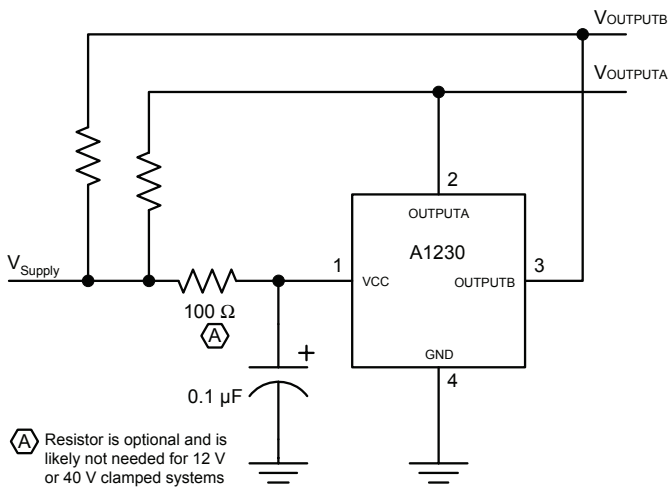 VOUTPUTB
VOUTPUTA
2
OUTPUTA
A1230
VSupply
1
VCC
OUTPUTB
3
100 Ω
A
+
GND
4
0.1 µF
A Resistor is optional and is
likely not needed for 12 V
or 40 V clamped systems